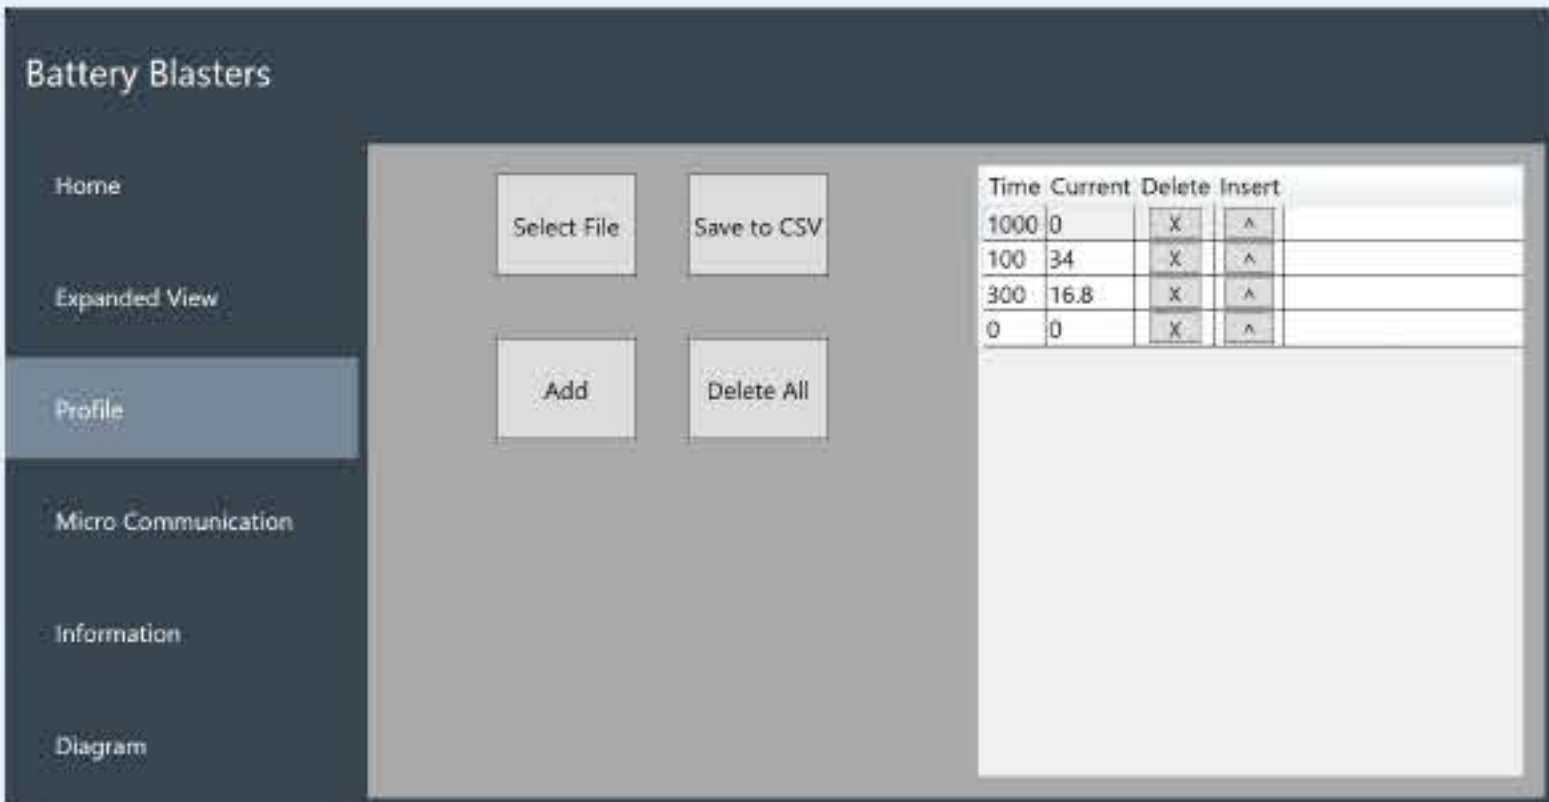 Battery Blasters
Home
Expanded View
Profile
Micro Communication
Information
Diagram
Select File
Save to CSV
Add
Delete All
Time Current Delete Insert
1000 0 X ^
100 34 X ^
300 16.8 X ^
0 0 X ^